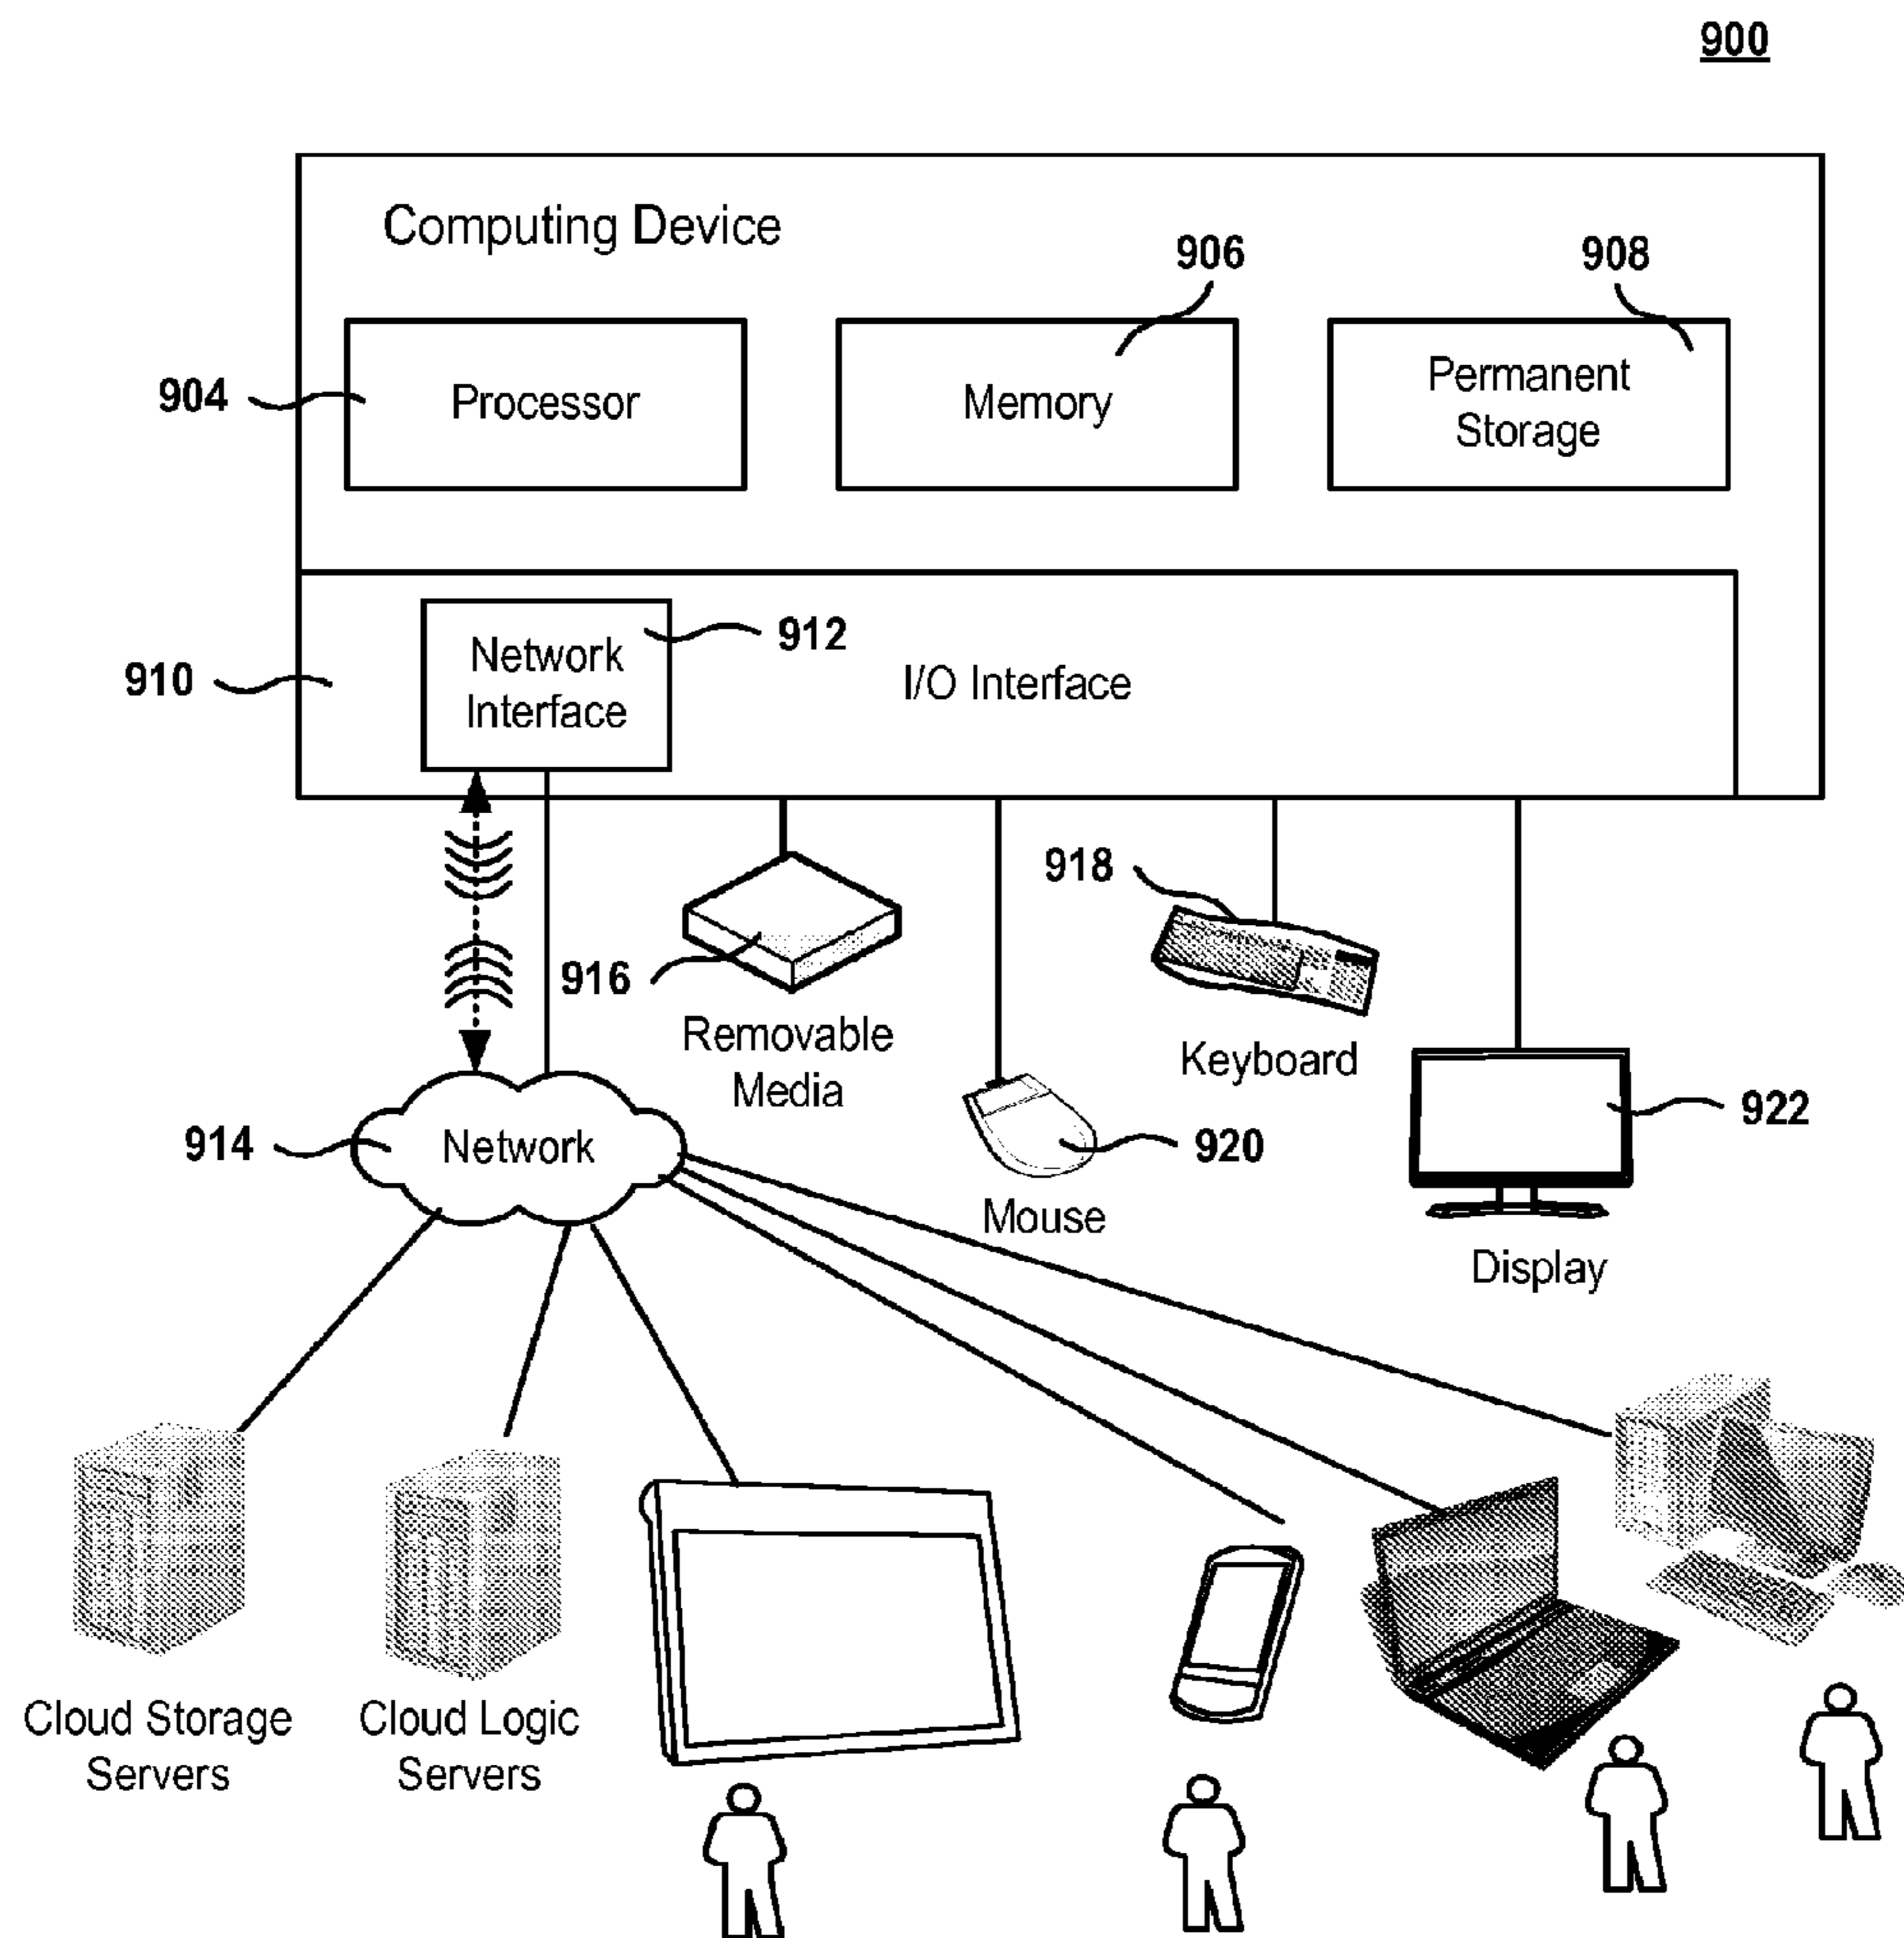 900
Computing Device
906
908
904
Processor
Memory
Permanent
Storage
912
Network
Interface
910
I/O Interface
918
916
Removable
Media
Keyboard
922
914
Network
920
Mouse
Display
Cloud Storage
Servers
Cloud Logic
Servers